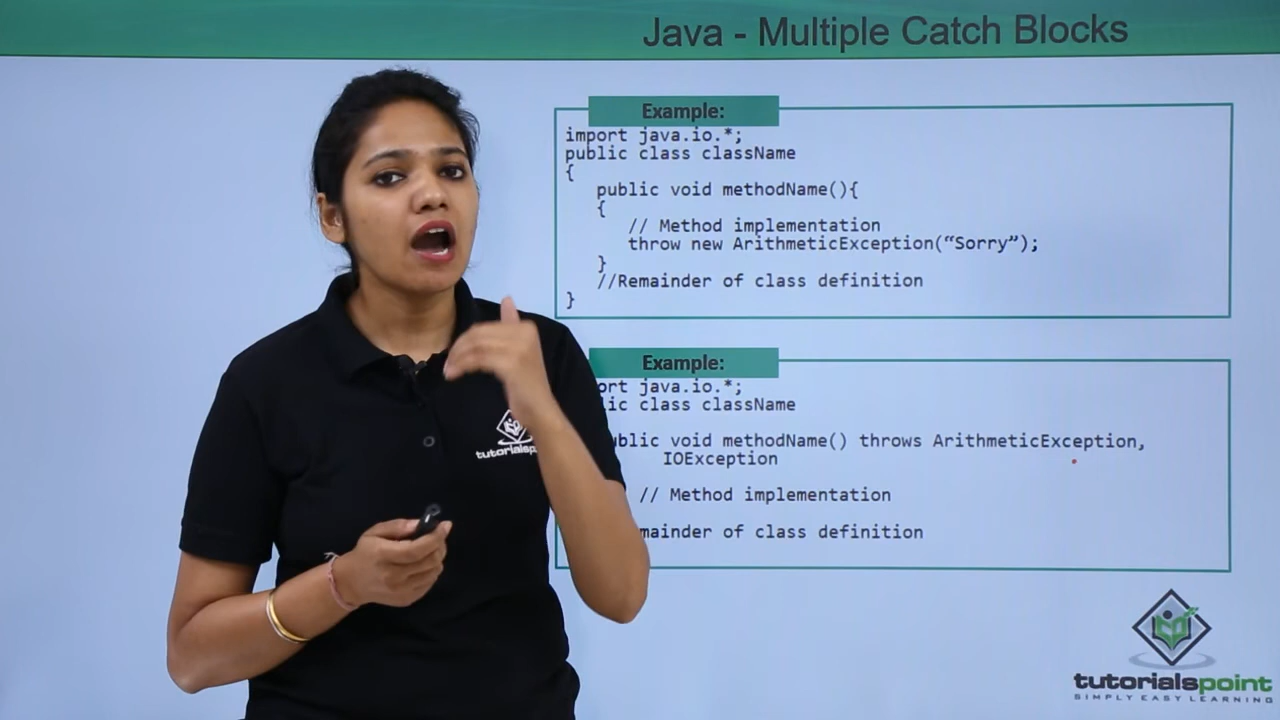 Java - Multiple Catch Blocks
Example:
import java.io.*;
public class className
{
public void methodName(){
{
// Method implementation
throw new ArithmeticException(“Sorry”);
}
//Remainder of class definition
}
Example:
ort java.io.*;
lic class className
ublic void methodName() throws ArithmeticException,
IOException
// Method implementation
mainder of class definition
tutorialspoint
SIMPLY EASY LEARNING